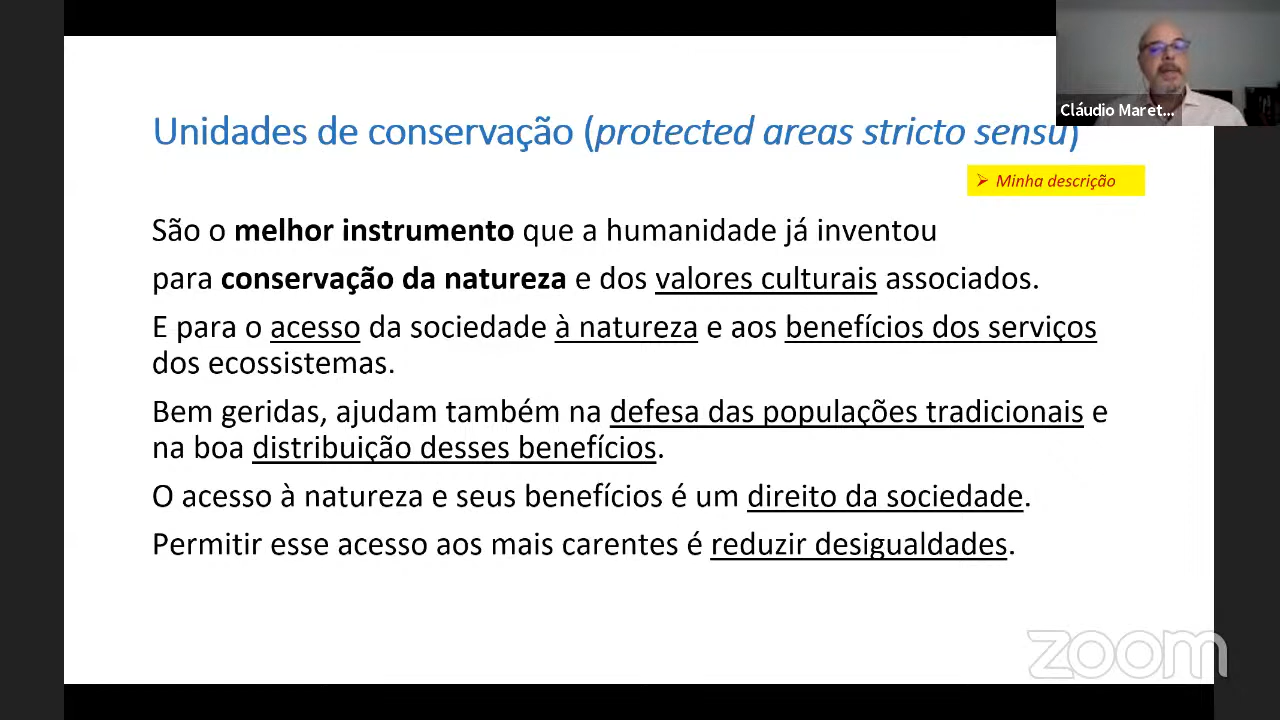 Cláudio Maret...
Unidades de conservação (protected areas stricto sensu)
➢ Minha descrição
São o melhor instrumento que a humanidade já inventou
para conservação da natureza e dos valores culturais associados.
E para o acesso da sociedade à natureza e aos benefícios dos serviços
dos ecossistemas.
Bem geridas, ajudam também na defesa das populações tradicionais e
na boa distribuição desses benefícios.
O acesso à natureza e seus benefícios é um direito da sociedade.
Permitir esse acesso aos mais carentes é reduzir desigualdades.
zoom